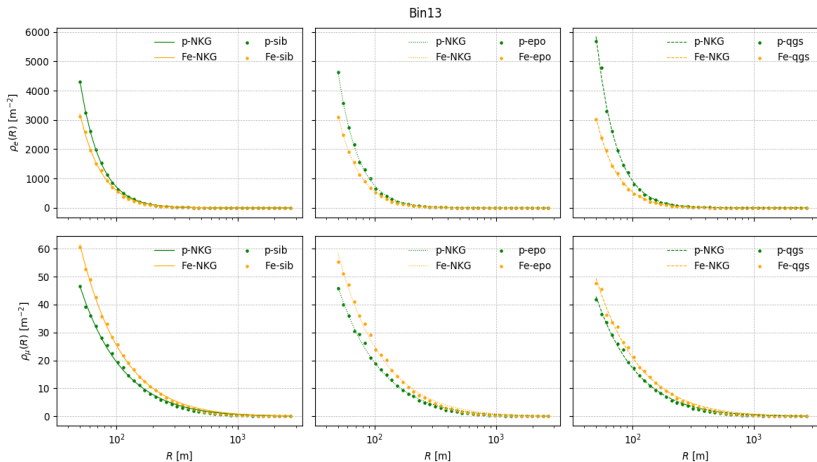 Bin13
p-NKG
Fe-NKG
p-sib
Fe-sib
p-NKG
Fe-NKG
p-epo
Fe-epo
p-NKG
Fe-NKG
p-qgs
Fe-qgs
ρₑ(R) [m⁻²]
6000
5000
4000
3000
2000
1000
0
p-NKG
Fe-NKG
p-sib
Fe-sib
p-NKG
Fe-NKG
p-epo
Fe-epo
p-NKG
Fe-NKG
p-qgs
Fe-qgs
ρ_μ(R) [m⁻²]
60
50
40
30
20
10
0
10²
10³
10²
10³
10²
10³
R [m]
R [m]
R [m]